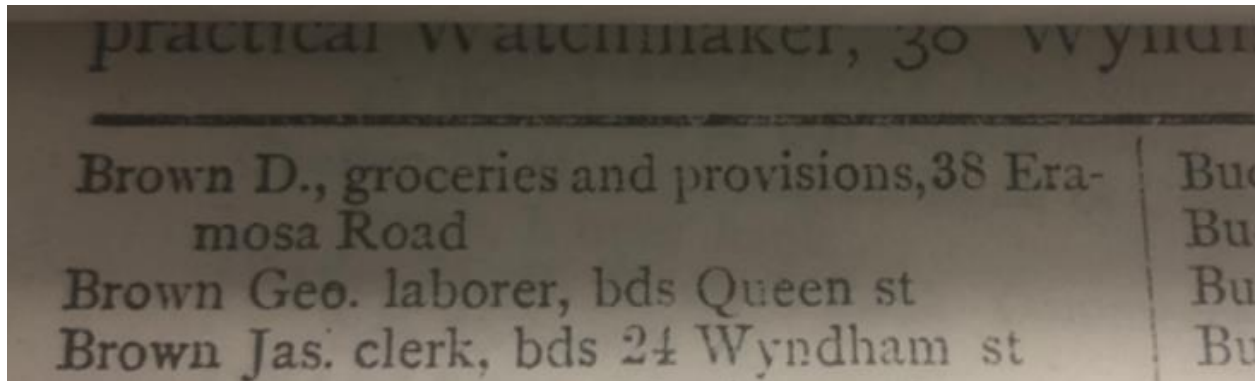 practical Watchmaker, 38
Brown D., groceries and provisions,38 Era-
mosa Road
Brown Geo. laborer, bds Queen st
Brown Jas. clerk, bds 24 Wyndham st